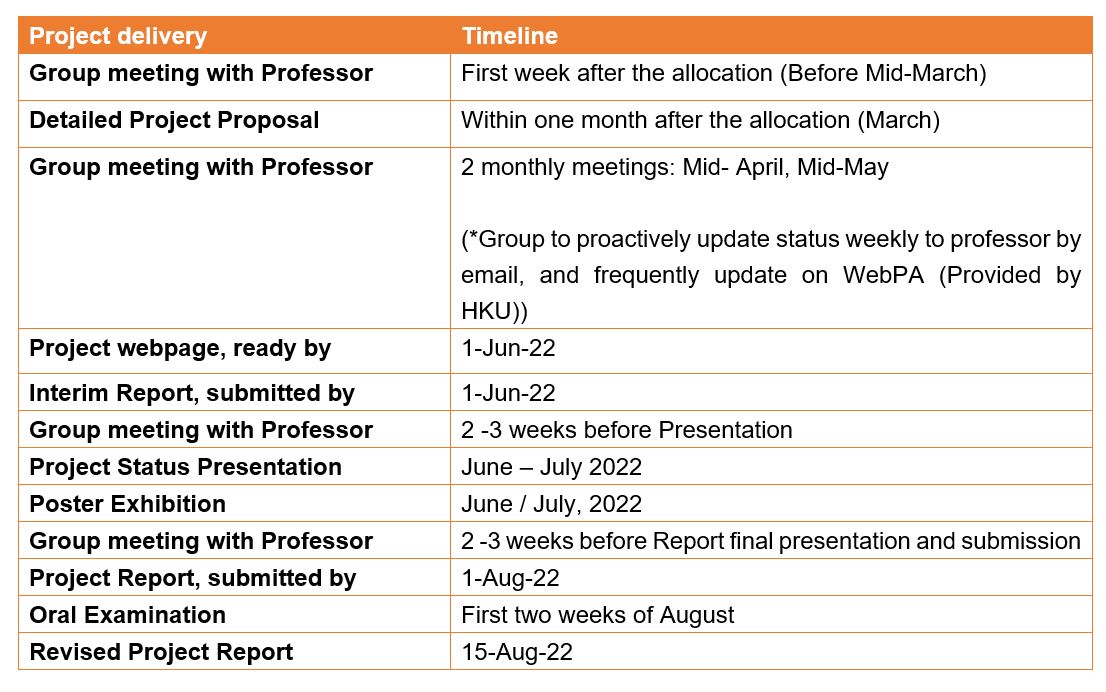 Project delivery Timeline
Group meeting with Professor First week after the allocation (Before Mid-March)
Detailed Project Proposal Within one month after the allocation (March)
Group meeting with Professor 2 monthly meetings: Mid- April, Mid-May
(*Group to proactively update status weekly to professor by
email, and frequently update on WebPA (Provided by
HKU))
Project webpage, ready by 1-Jun-22
Interim Report, submitted by 1-Jun-22
Group meeting with Professor 2 -3 weeks before Presentation
Project Status Presentation June – July 2022
Poster Exhibition June / July, 2022
Group meeting with Professor 2 -3 weeks before Report final presentation and submission
Project Report, submitted by 1-Aug-22
Oral Examination First two weeks of August
Revised Project Report 15-Aug-22